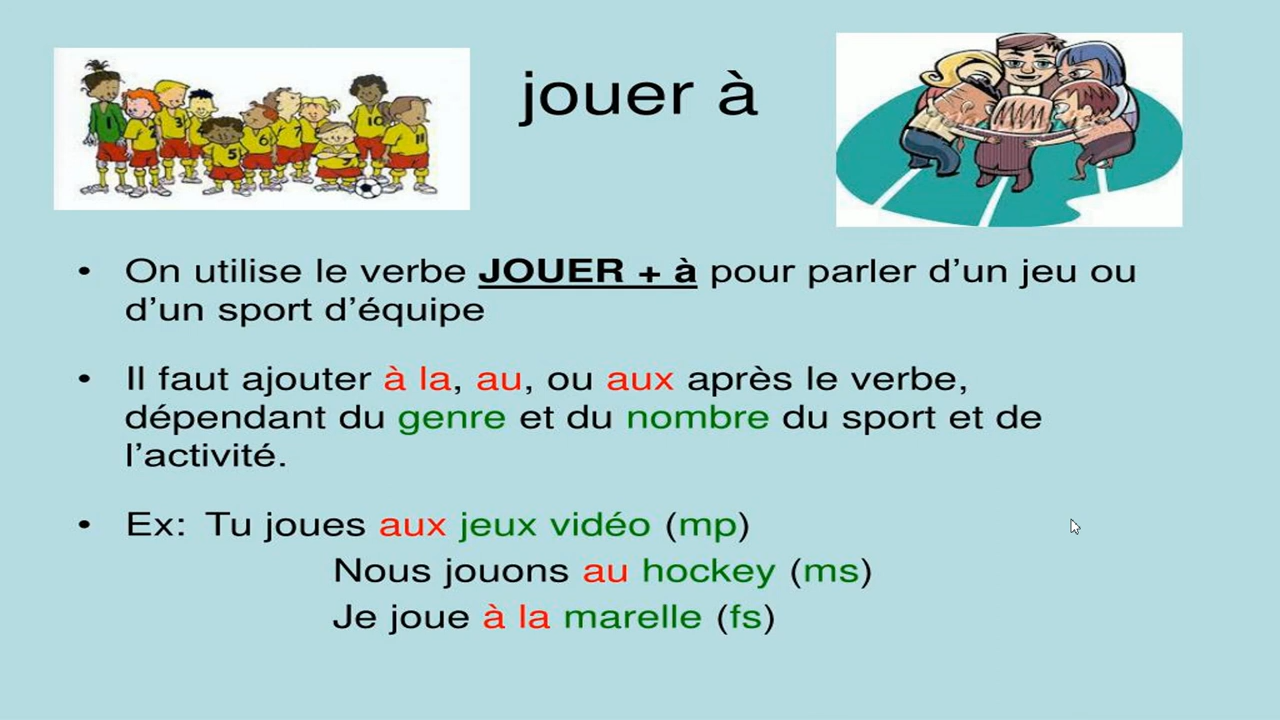 jouer à
• On utilise le verbe JOUER + à pour parler d’un jeu ou
d’un sport d’équipe
• Il faut ajouter à la, au, ou aux après le verbe,
dépendant du genre et du nombre du sport et de
l’activité.
• Ex: Tu joues aux jeux vidéo (mp)
Nous jouons au hockey (ms)
Je joue à la marelle (fs)